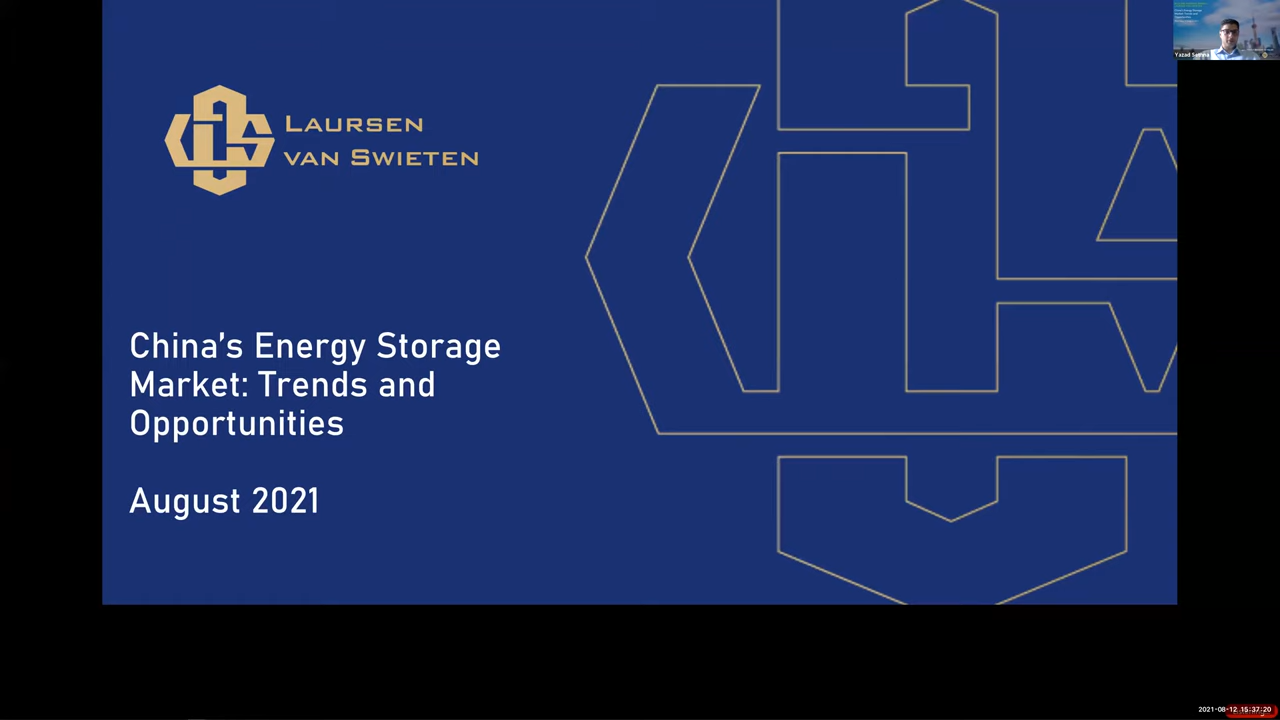 LAURSEN
VAN SWIETEN
China's Energy Storage
Market: Trends and
Opportunities
August 2021
2021-08-12 15:37:20